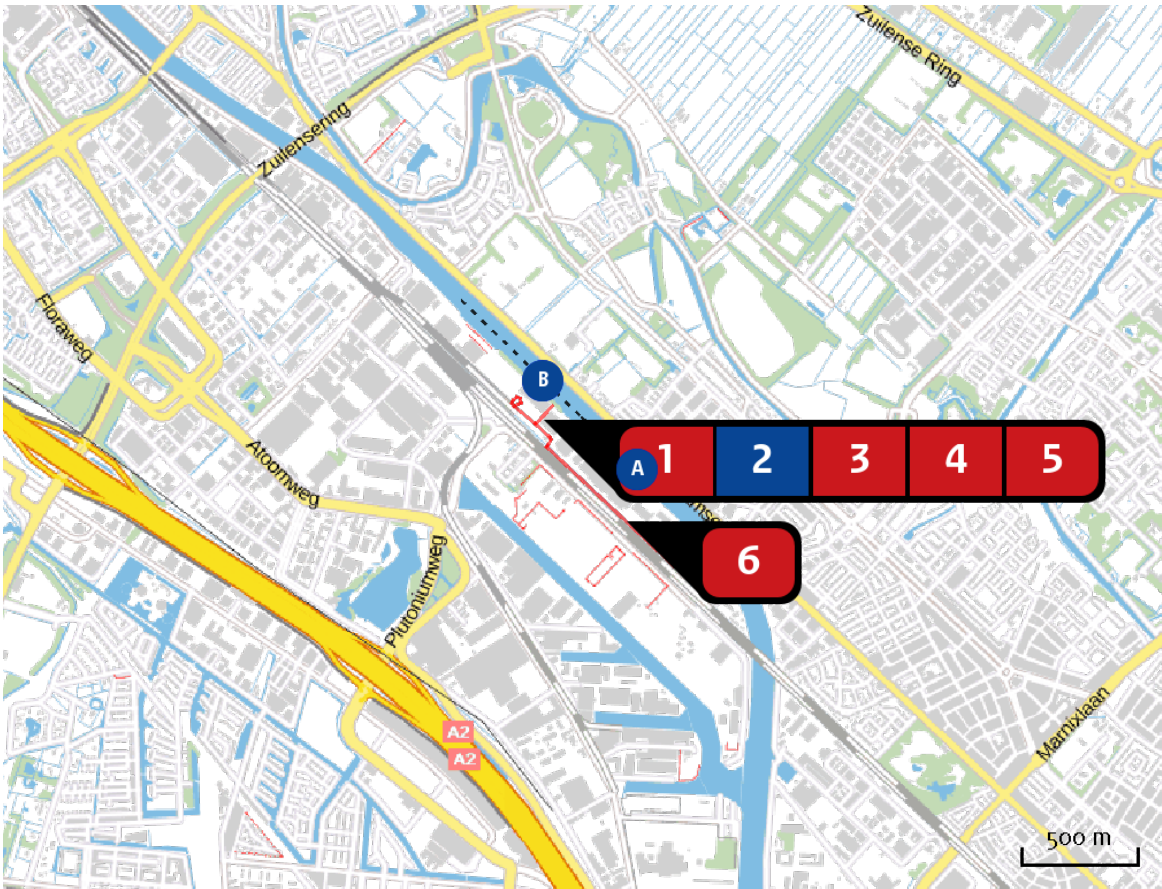 Zuilense Ring
Zuilensering
Floraweg
B
A
1
2
3
4
5
Atoomweg
6
Plutoniumweg
Marnixlaan
A2
A2
500 m